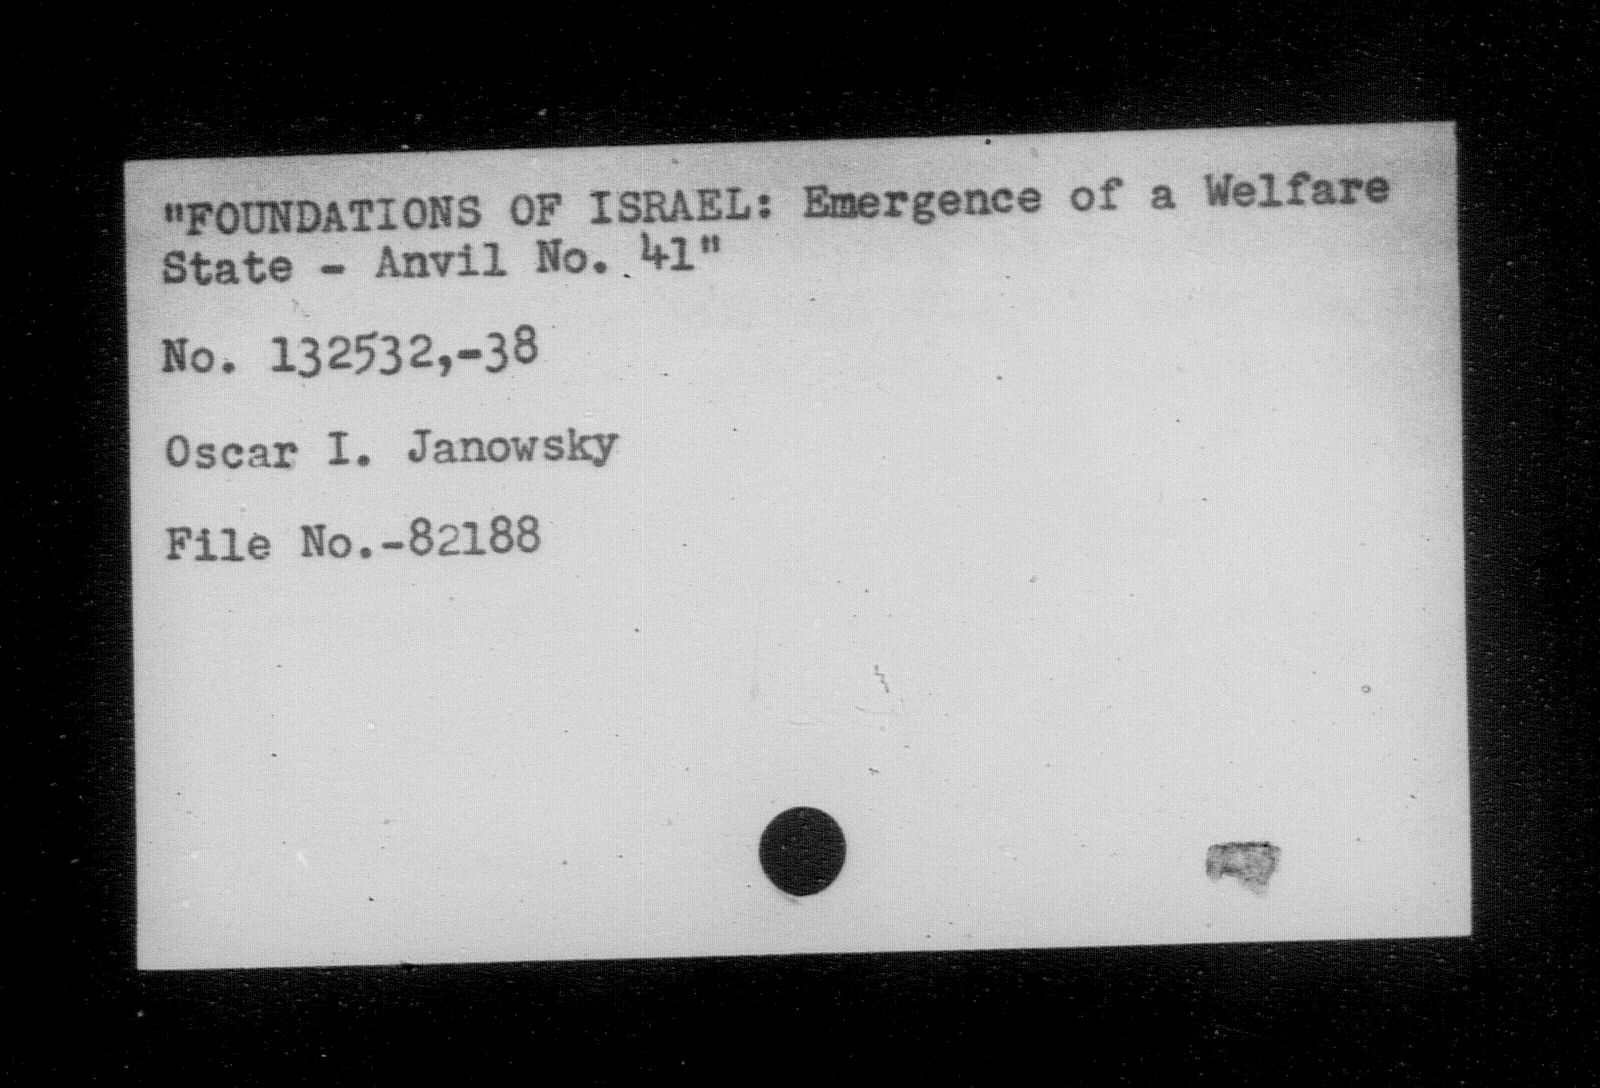 "FOUNDATIONS OF ISRAEL: Emergence of a Welfare
State - Anvil No. 41"
No. 132532,-38
Oscar I. Janowsky
File No.-82188